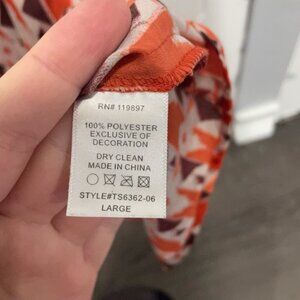 RN# 119897
100% POLYESTER
EXCLUSIVE OF
DECORATION
DRY CLEAN
MADE IN CHINA
STYLE#TS6362-06
LARGE